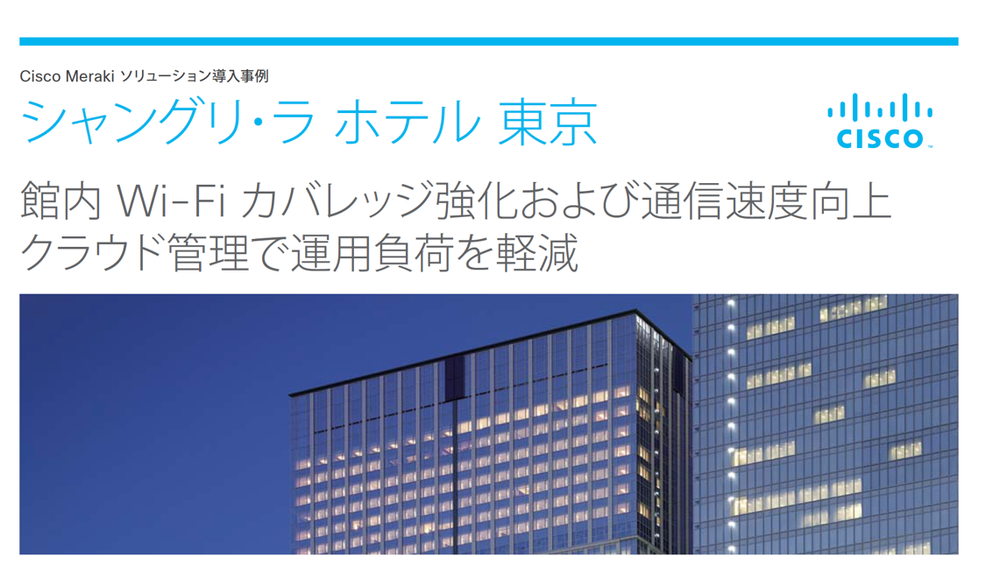 Cisco Meraki ソリューション導入事例
シャングリ・ラ ホテル 東京
CISCO™
館内 Wi-Fi カバレッジ強化および通信速度向上
クラウド管理で運用負荷を軽減